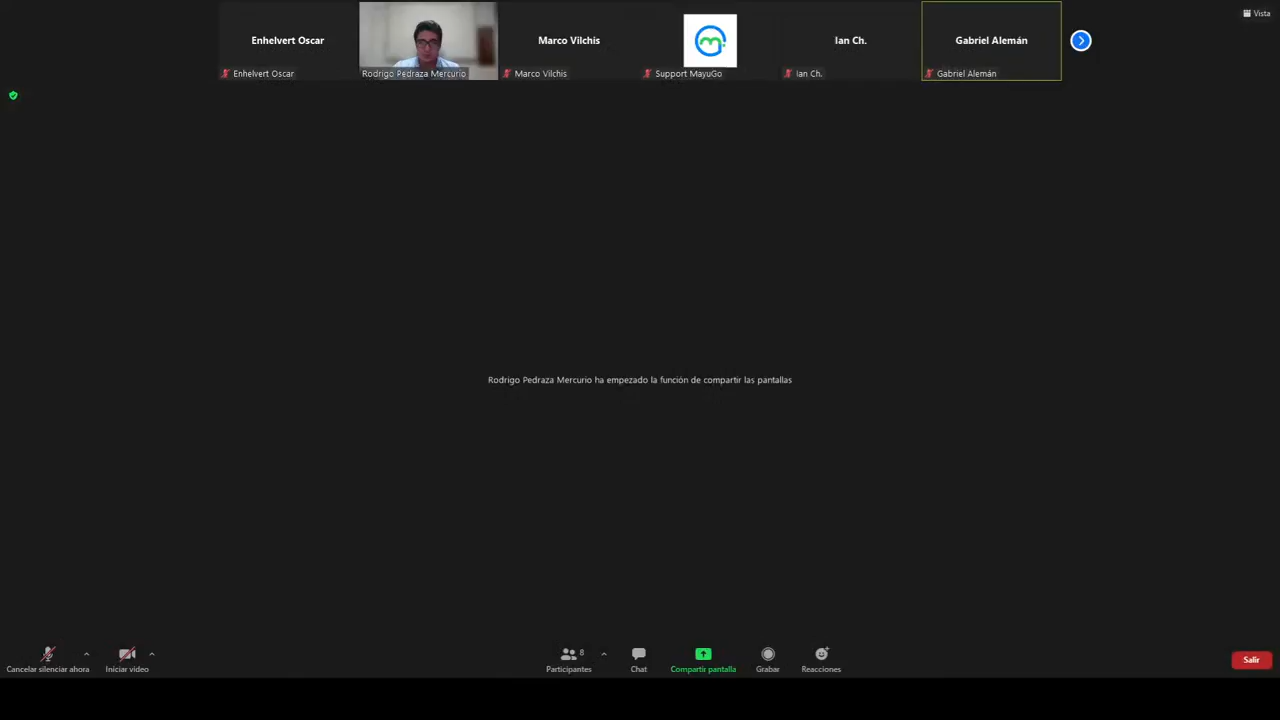 Vista
Enhelvert Oscar
Marco Vilchis
Ian Ch.
Gabriel Alemán
Enhelvert Oscar
Rodrigo Pedraza Mercurio
Marco Vilchis
Support MayuGo
Ian Ch.
Gabriel Alemán
Rodrigo Pedraza Mercurio ha empezado la función de compartir las pantallas
8
Cancelar silenciar ahora
Iniciar video
Participantes
Chat
Compartir pantalla
Grabar
Reacciones
Salir